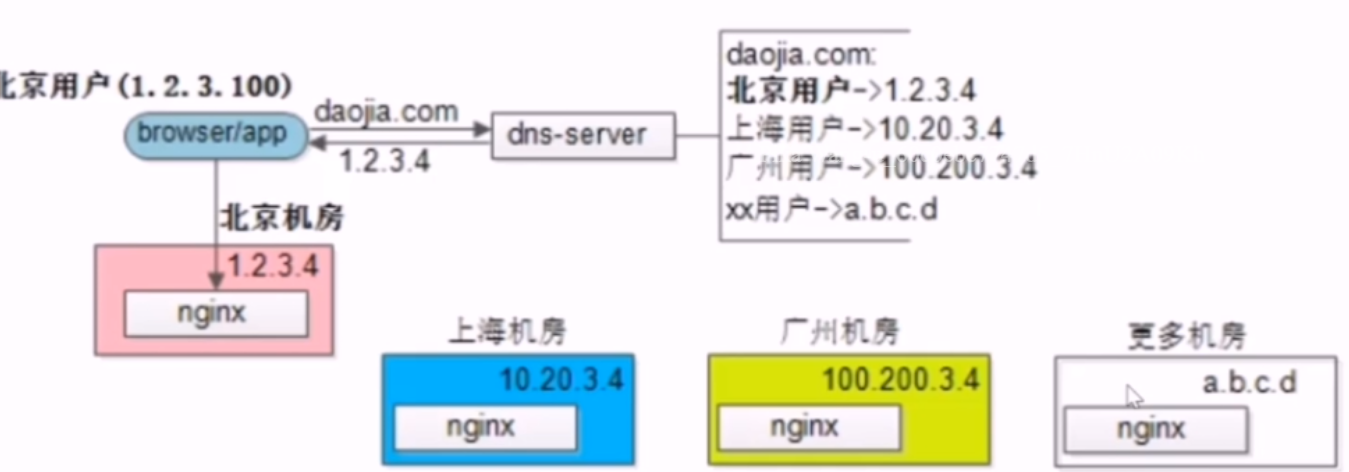 北京用户(1.2.3.100)
browser/app
daojia.com
1.2.3.4
dns-server
daojia.com:
北京用户->1.2.3.4
上海用户->10.20.3.4
广州用户->100.200.3.4
xx用户->a.b.c.d
北京机房
1.2.3.4
nginx
上海机房
10.20.3.4
nginx
广州机房
100.200.3.4
nginx
更多机房
a.b.c.d
nginx